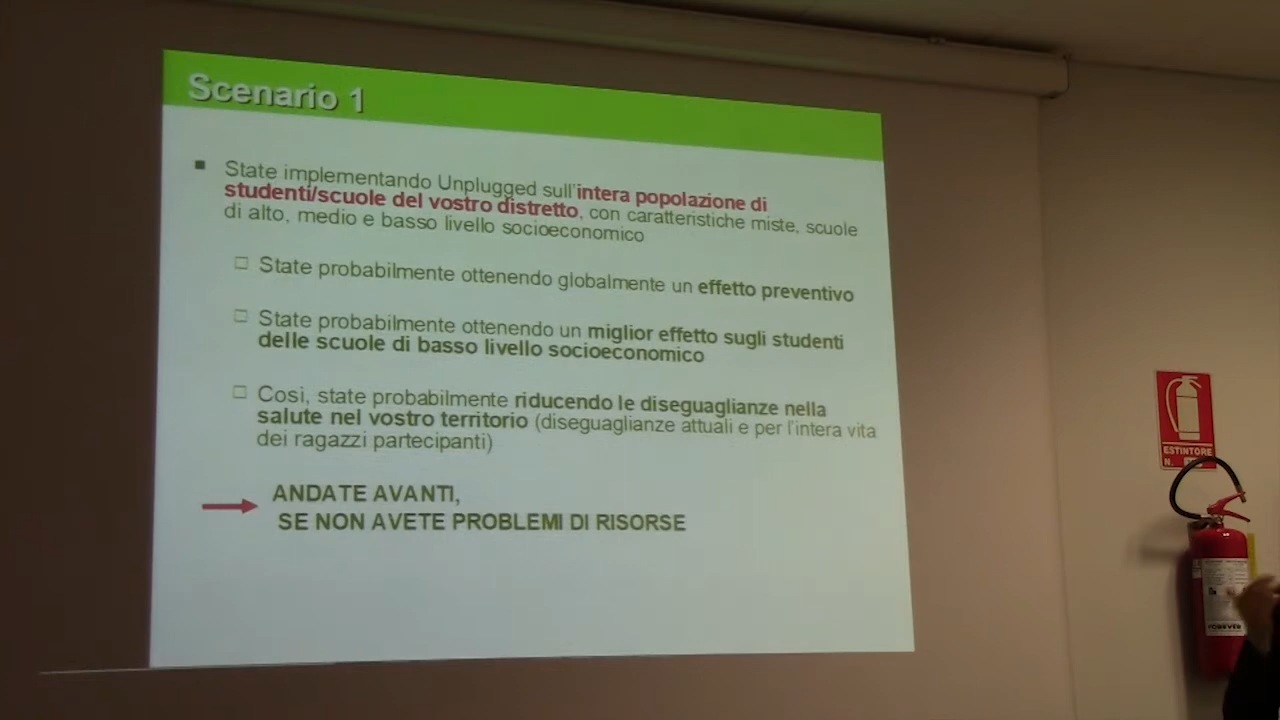 Scenario 1
State implementando Unplugged sull'intera popolazione di
studenti/scuole del vostro distretto, con caratteristiche miste, scuole
di alto, medio e basso livello socioeconomico
State probabilmente ottenendo globalmente un effetto preventivo
State probabilmente ottenendo un miglior effetto sugli studenti
delle scuole di basso livello socioeconomico
Cosi, state probabilmente riducendo le diseguaglianze nella
salute nel vostro territorio (diseguaglianze attuali e per l'intera vita
dei ragazzi partecipanti)
ANDATE AVANTI,
SE NON AVETE PROBLEMI DI RISORSE
ESTINTORE
N.
FOREVER